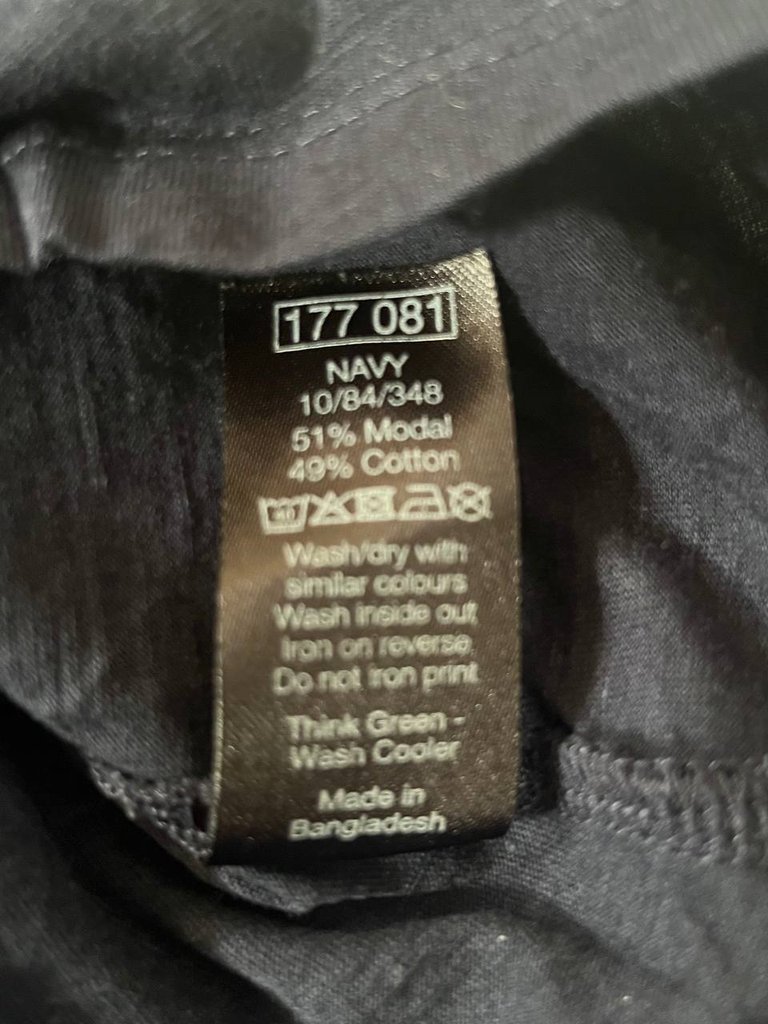 177 081
NAVY
10/84/348
51% Modal
49% Cotton
40
Wash/dry with
similar colours
Wash inside out
Iron on reverse
Do not iron print
Think Green -
Wash Cooler
Made in
Bangladesh